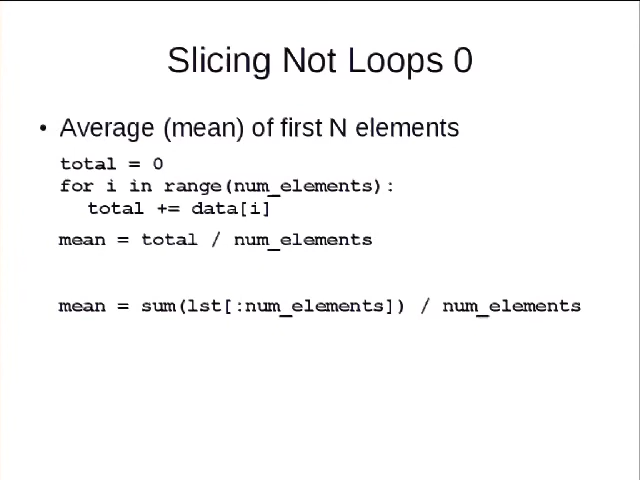 Slicing Not Loops 0
• Average (mean) of first N elements
total = 0
for i in range(num_elements):
total += data[i]
mean = total / num_elements
mean = sum(lst[:num_elements]) / num_elements